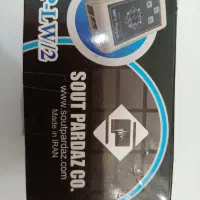 SOUT PARDAZ CO.
www.soutpardaz.com
Made in IRAN